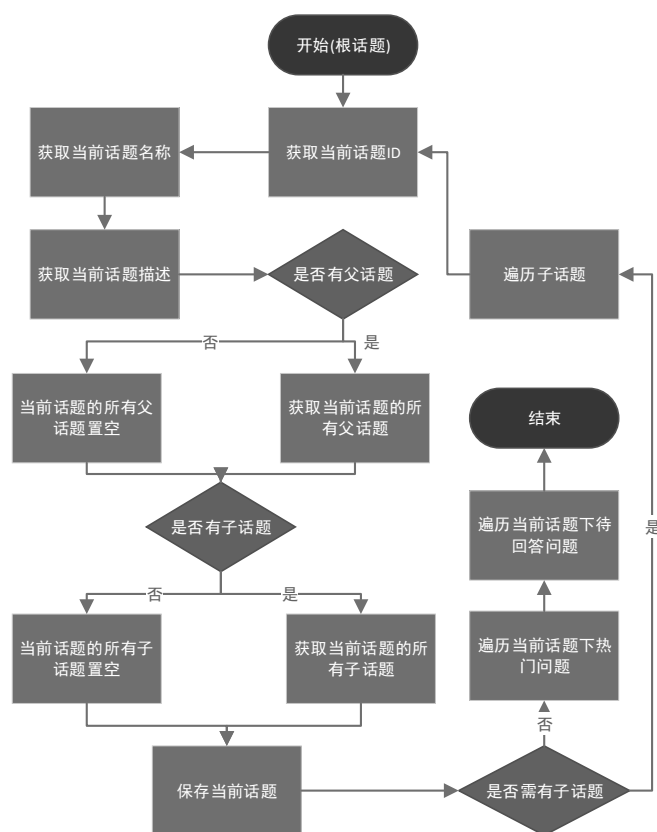 开始(根话题)
获取当前话题名称
获取当前话题ID
获取当前话题描述
是否有父话题
遍历子话题
否
是
当前话题的所有父
话题置空
获取当前话题的所
有父话题
结束
是否有子话题
遍历当前话题下待
回答问题
是
否
是
当前话题的所有子
话题置空
获取当前话题的所
有子话题
遍历当前话题下热
门问题
否
保存当前话题
是否需有子话题